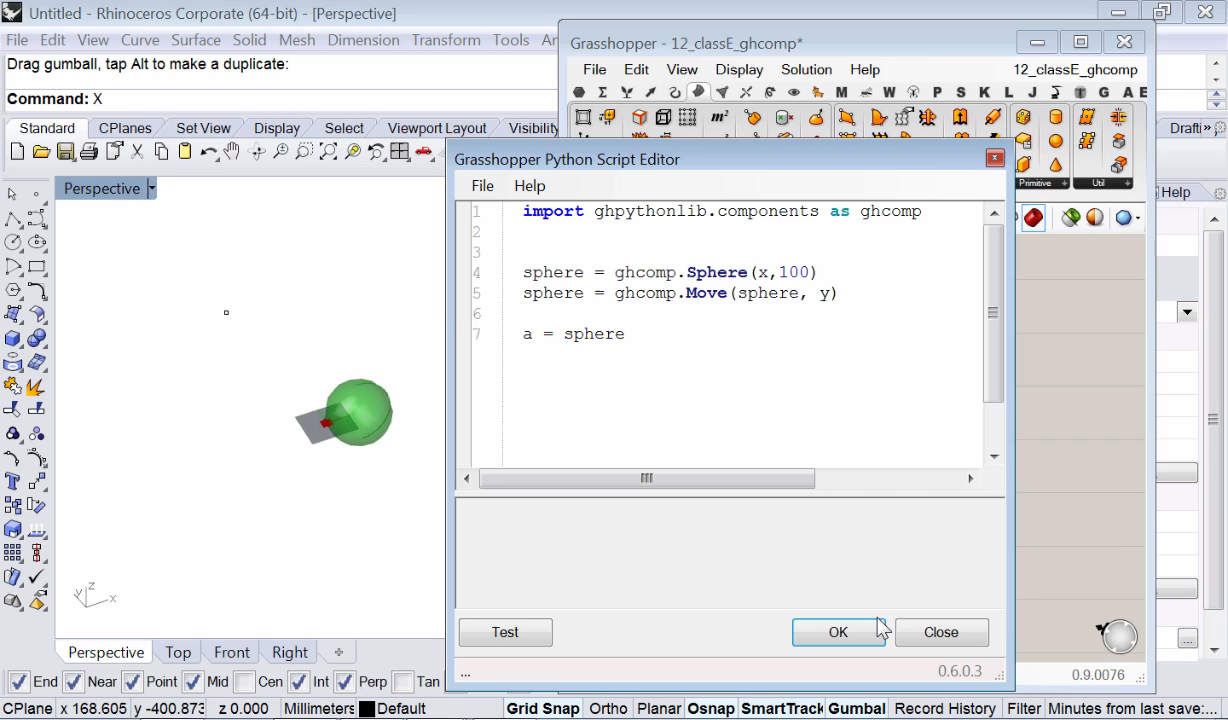 Untitled - Rhinoceros Corporate (64-bit) - [Perspective]
File Edit View Curve Surface Solid Mesh Dimension Transform Tools
Drag gumball, tap Alt to make a duplicate:
Command: X
Standard CPlanes Set View Display Select Viewport Layout Visibility
Perspective
Grasshopper - 12_classE_ghcomp*
File Edit View Display Solution Help 12_classE_ghcomp
M W P S K L J G A E
m²
Primitive + Util +
Drafti »
Help
Grasshopper Python Script Editor
File Help
1 import ghpythonlib.components as ghcomp
2
3
4 sphere = ghcomp.Sphere(x,100)
5 sphere = ghcomp.Move(sphere, y)
6
7 a = sphere
Test OK Close
... 0.6.0.3
0.9.0076
z
y x
Perspective Top Front Right
End Near Point Mid Cen Int Perp Tan
CPlane x 168.605 y -400.873 z 0.000 Millimeters Default Grid Snap Ortho Planar Osnap SmartTrack Gumbal Record History Filter Minutes from last save:...